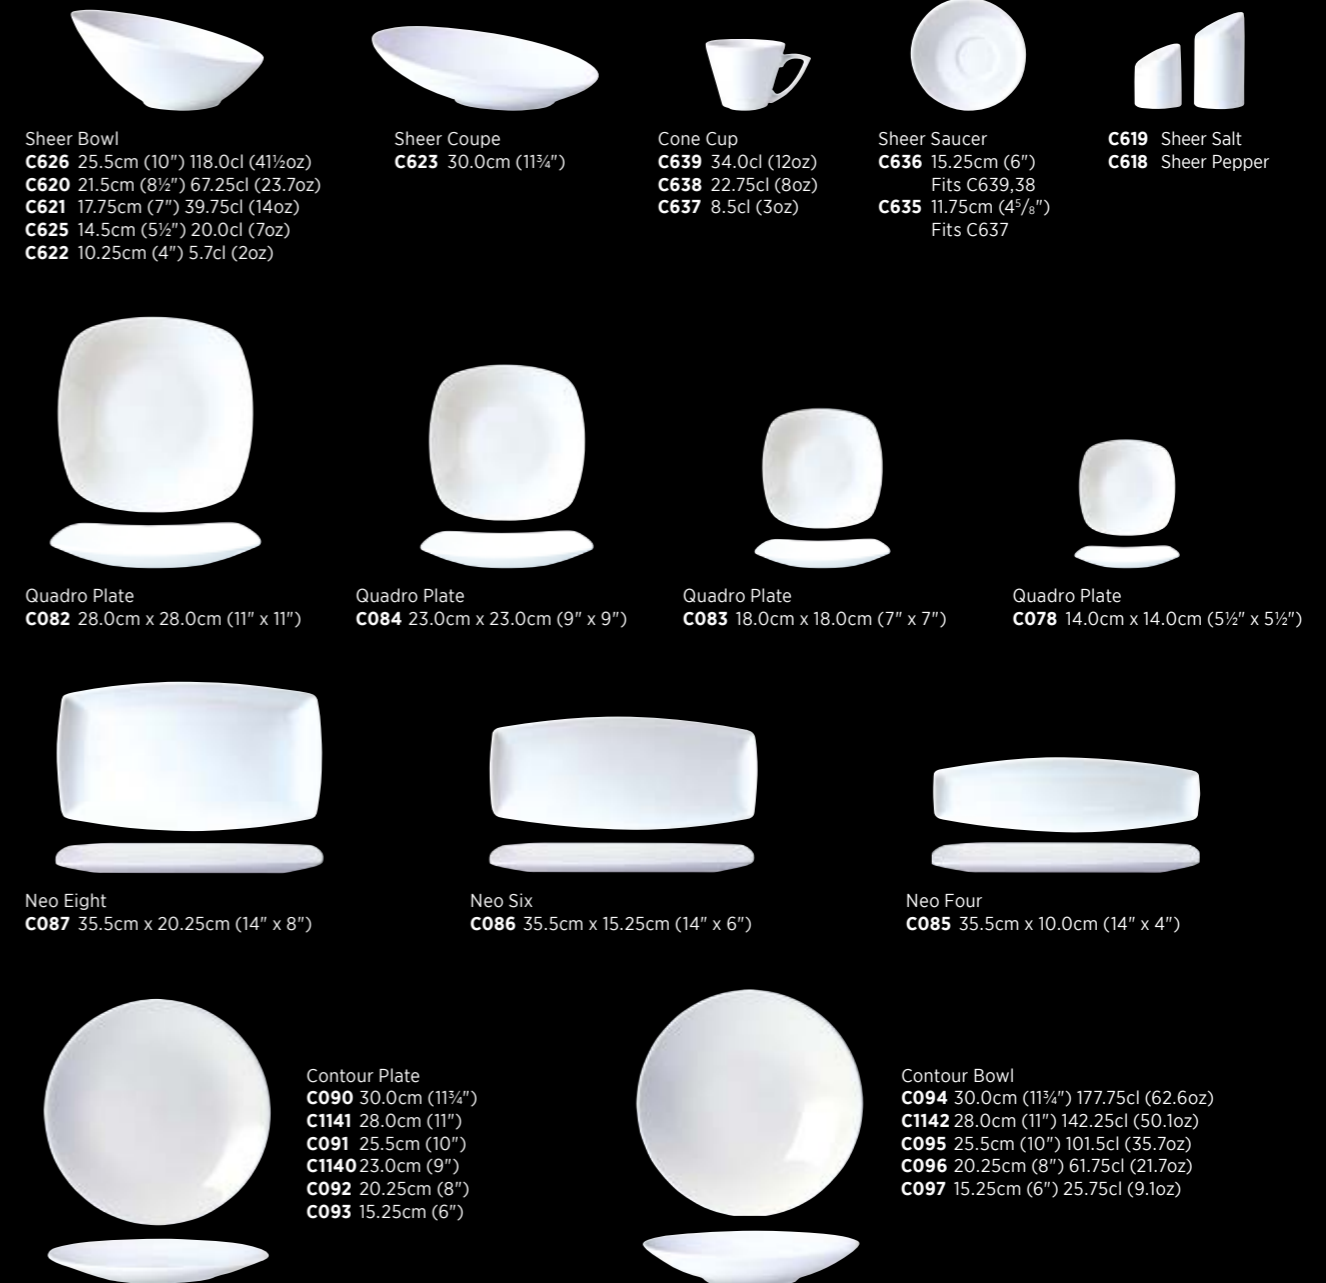 Sheer Bowl
C626 25.5cm (10") 118.0cl (41½oz)
C620 21.5cm (8½") 67.25cl (23.7oz)
C621 17.75cm (7") 39.75cl (14oz)
C625 14.5cm (5½") 20.0cl (7oz)
C622 10.25cm (4") 5.7cl (2oz)
Sheer Coupe
C623 30.0cm (11¾")
Cone Cup
C639 34.0cl (12oz)
C638 22.75cl (8oz)
C637 8.5cl (3oz)
Sheer Saucer
C636 15.25cm (6")
Fits C639,38
C635 11.75cm (4⁵/₈")
Fits C637
C619 Sheer Salt
C618 Sheer Pepper
Quadro Plate
C082 28.0cm x 28.0cm (11" x 11")
Quadro Plate
C084 23.0cm x 23.0cm (9" x 9")
Quadro Plate
C083 18.0cm x 18.0cm (7" x 7")
Quadro Plate
C078 14.0cm x 14.0cm (5½" x 5½")
Neo Eight
C087 35.5cm x 20.25cm (14" x 8")
Neo Six
C086 35.5cm x 15.25cm (14" x 6")
Neo Four
C085 35.5cm x 10.0cm (14" x 4")
Contour Plate
C090 30.0cm (11¾")
C1141 28.0cm (11")
C091 25.5cm (10")
C1140 23.0cm (9")
C092 20.25cm (8")
C093 15.25cm (6")
Contour Bowl
C094 30.0cm (11¾") 177.75cl (62.6oz)
C1142 28.0cm (11") 142.25cl (50.1oz)
C095 25.5cm (10") 101.5cl (35.7oz)
C096 20.25cm (8") 61.75cl (21.7oz)
C097 15.25cm (6") 25.75cl (9.1oz)